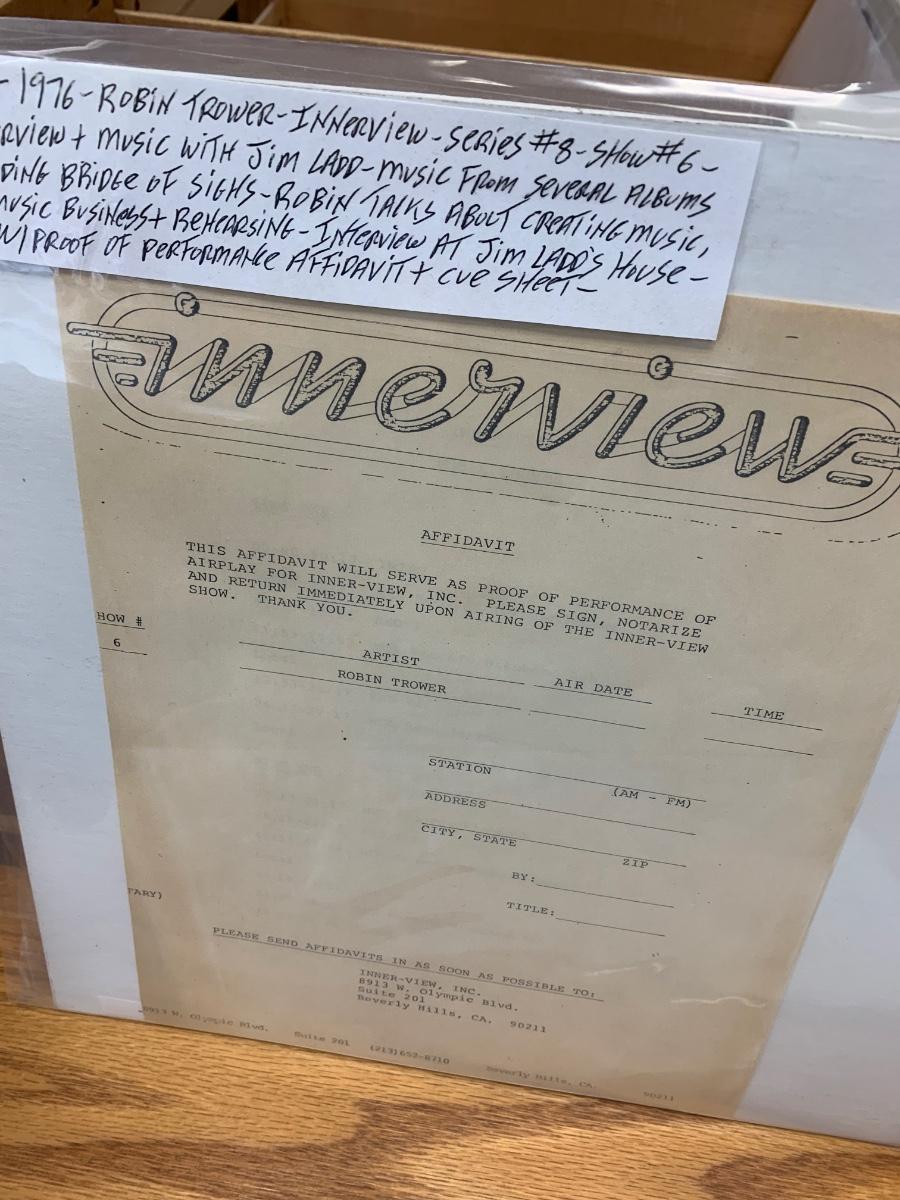 - 1976 - ROBIN TROWER - INNERVIEW - SERIES #8 - SHOW #6 -
RVIEW + MUSIC WITH JIM LADD - MUSIC FROM SEVERAL ALBUMS
DING BRIDGE OF SIGHS - ROBIN TALKS ABOUT CREATING MUSIC,
MUSIC BUSINESS + REHEARSING - INTERVIEW AT JIM LADD'S HOUSE -
W/ PROOF OF PERFORMANCE AFFIDAVIT + CUE SHEET -
innerview
AFFIDAVIT
THIS AFFIDAVIT WILL SERVE AS PROOF OF PERFORMANCE OF
AIRPLAY FOR INNER-VIEW, INC. PLEASE SIGN, NOTARIZE
AND RETURN IMMEDIATELY UPON AIRING OF THE INNER-VIEW
SHOW. THANK YOU.
HOW # ARTIST AIR DATE TIME
6 ROBIN TROWER
STATION (AM - FM)
ADDRESS
CITY, STATE ZIP
BY:
TARY) TITLE:
PLEASE SEND AFFIDAVITS IN AS SOON AS POSSIBLE TO:
INNER-VIEW, INC.
8913 W. Olympic Blvd.
Suite 201
Beverly Hills, CA. 90211
8913 W. Olympic Blvd. Suite 201 (213)652-8710 Beverly Hills, CA. 90211